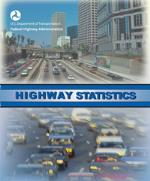 U.S. Department of Transportation
Federal Highway Administration
HIGHWAY STATISTICS